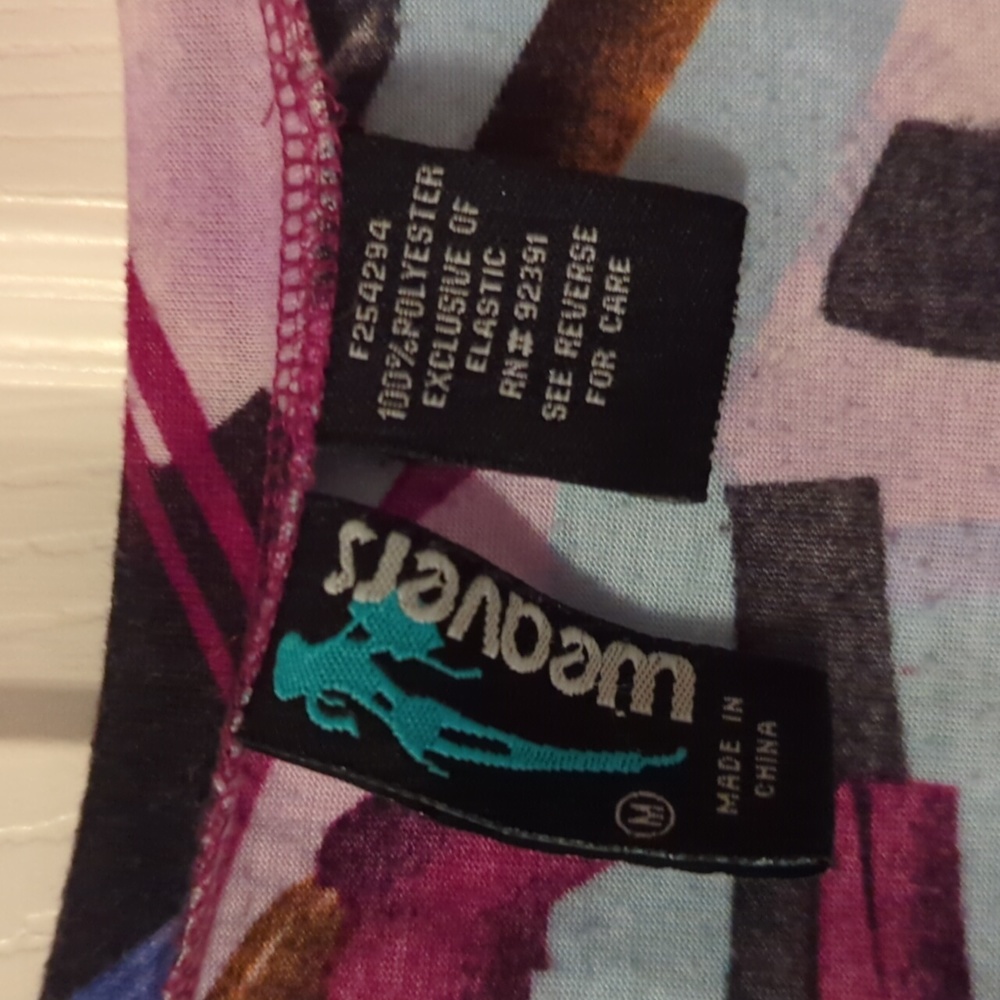 F254294
100%POLYESTER
EXCLUSIVE OF
ELASTIC
RN# 92391
SEE REVERSE
FOR CARE
weavers
M
MADE IN
CHINA